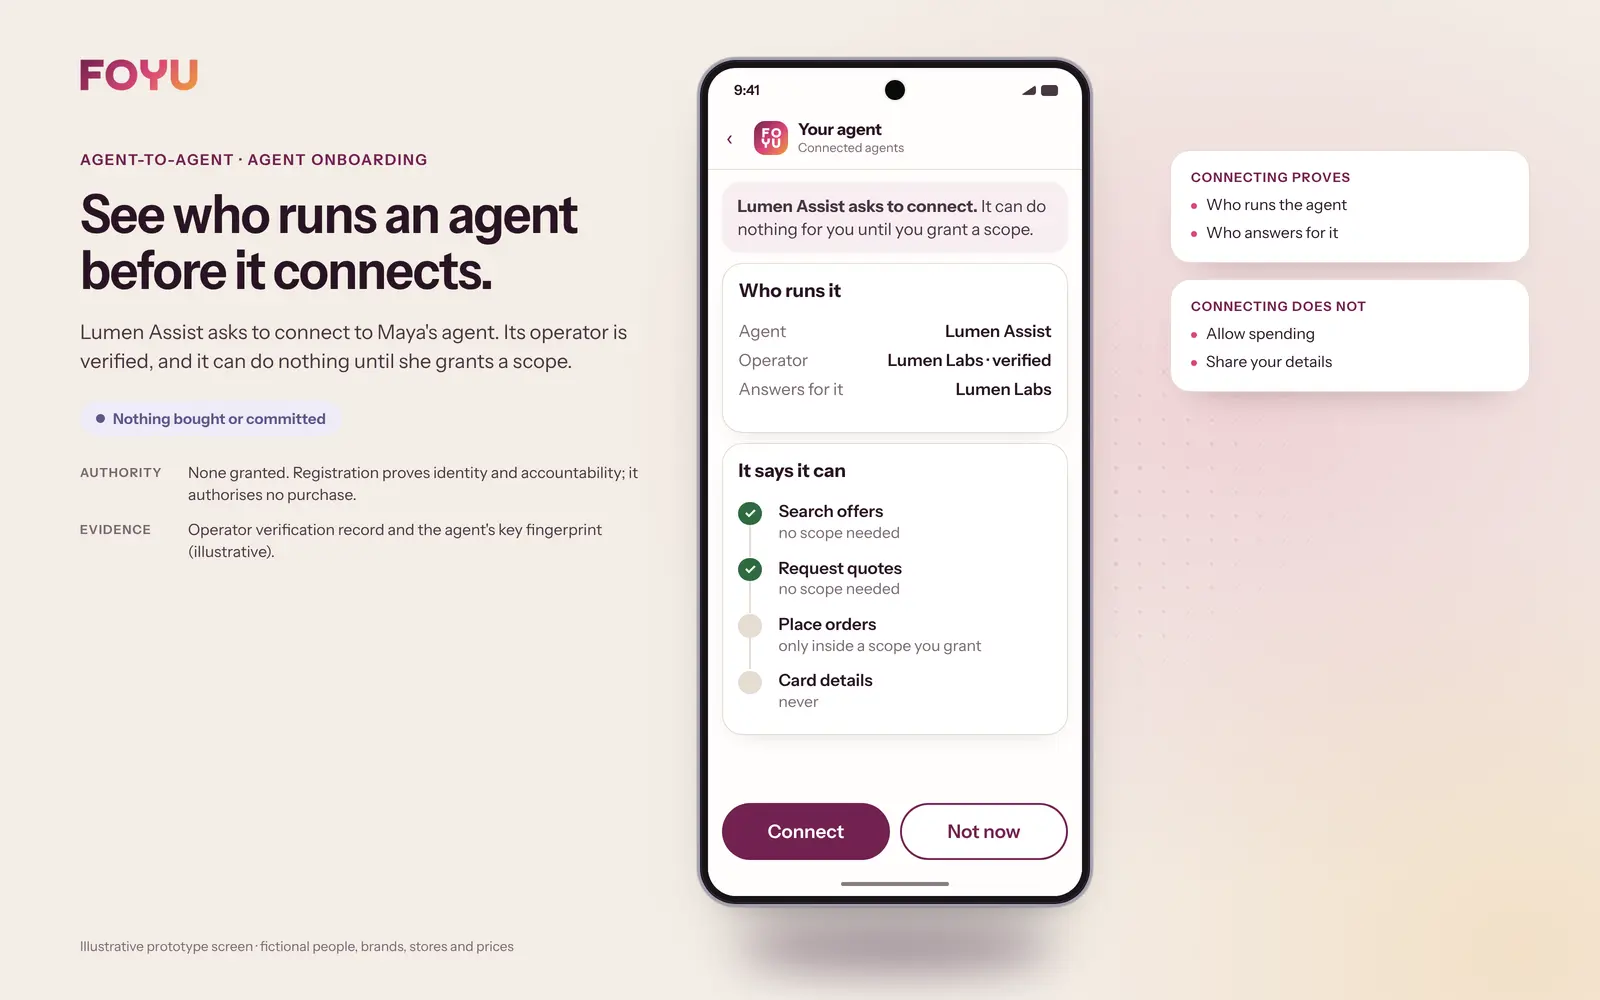 FOYU
AGENT-TO-AGENT · AGENT ONBOARDING
See who runs an agent
before it connects.
Lumen Assist asks to connect to Maya's agent. Its operator is
verified, and it can do nothing until she grants a scope.
Nothing bought or committed
AUTHORITY
None granted. Registration proves identity and accountability; it
authorises no purchase.
EVIDENCE
Operator verification record and the agent's key fingerprint
(illustrative).
Illustrative prototype screen · fictional people, brands, stores and prices
9:41
FO
YU
Your agent
Connected agents
Lumen Assist asks to connect. It can do
nothing for you until you grant a scope.
Who runs it
Agent Lumen Assist
Operator Lumen Labs · verified
Answers for it Lumen Labs
It says it can
Search offers
no scope needed
Request quotes
no scope needed
Place orders
only inside a scope you grant
Card details
never
Connect
Not now
CONNECTING PROVES
Who runs the agent
Who answers for it
CONNECTING DOES NOT
Allow spending
Share your details